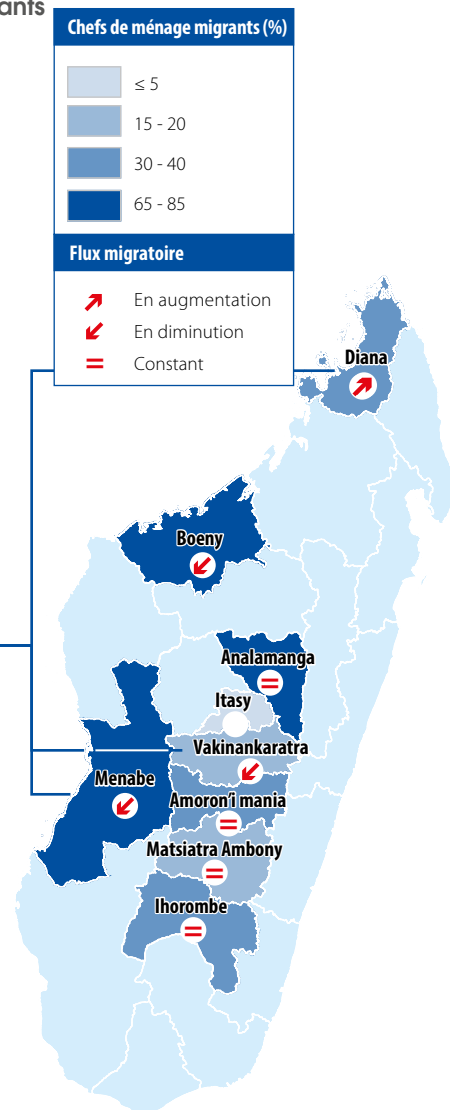 ants
Chefs de ménage migrants (%)
≤ 5
15 - 20
30 - 40
65 - 85
Flux migratoire
En augmentation
En diminution
= Constant
Diana
Boeny
Analamanga
=
Itasy
Vakinankaratra
Menabe
Amoron'i mania
=
Matsiatra Ambony
=
Ihorombe
=